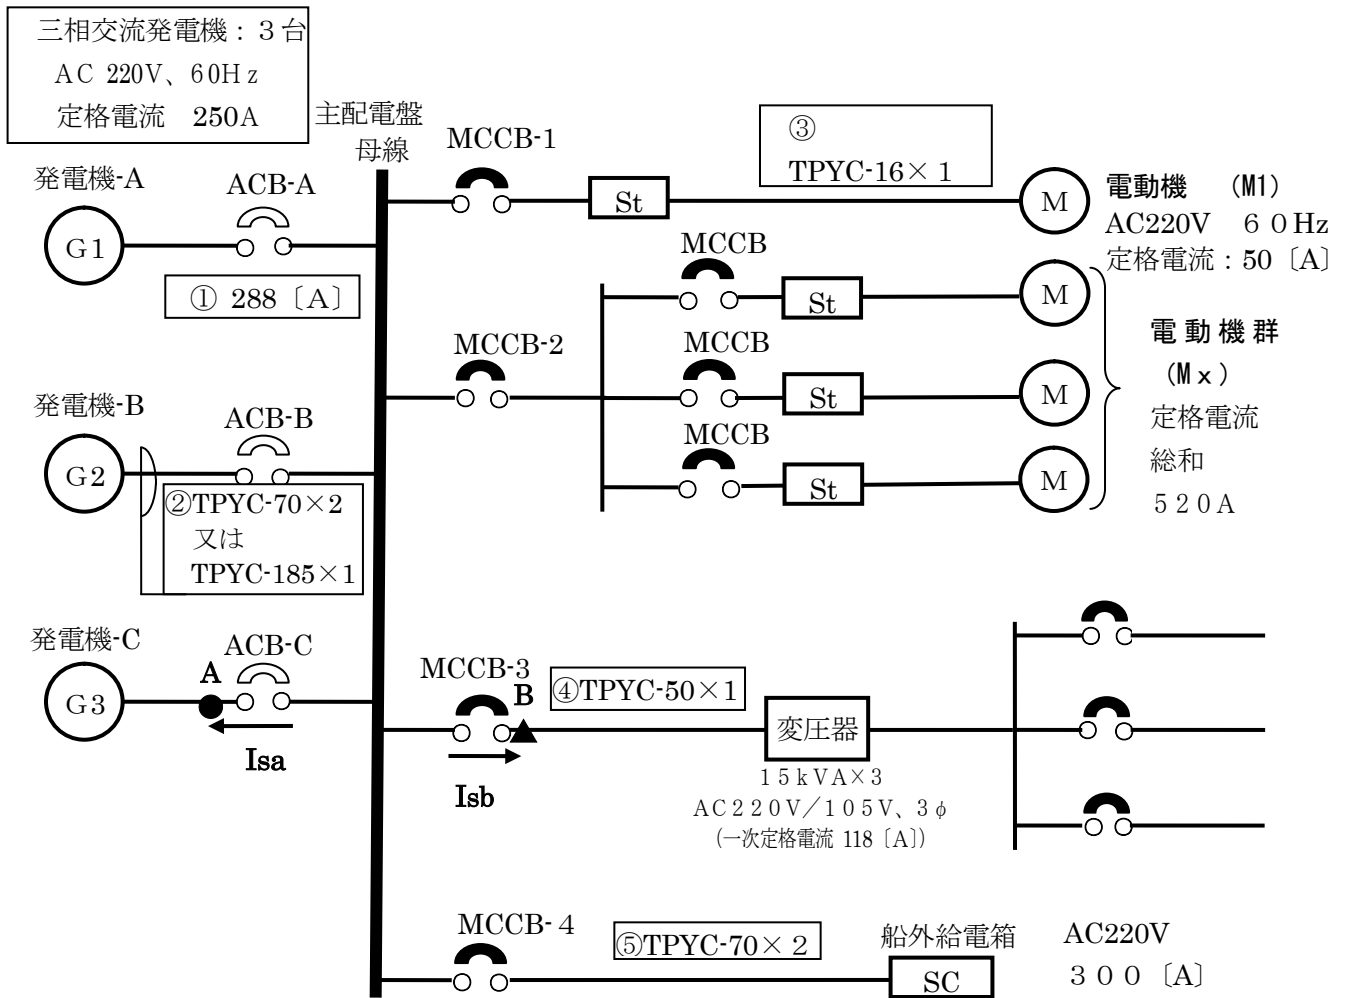 三相交流発電機：３台
AC 220V、60Hz
定格電流 250A
主配電盤
母線
MCCB-1
③
TPYC-16×1
発電機-A
ACB-A
G1
St
M
電動機 (M1)
AC220V ６０Hz
定格電流：50〔A〕
① 288〔A〕
MCCB
St
M
MCCB-2
MCCB
St
M
電動機群
(Mｘ)
定格電流
総和
５２０A
発電機-B
ACB-B
G2
MCCB
St
M
②TPYC-70×2
又は
TPYC-185×1
発電機-C
ACB-C
A
G3
Isa
MCCB-3
B
④TPYC-50×1
変圧器
Isb
１５kVA×3
AC２２０V／１０５V、3φ
(一次定格電流 118〔A〕)
MCCB-４
⑤TPYC-70×２
船外給電箱
SC
AC220V
３００〔A〕